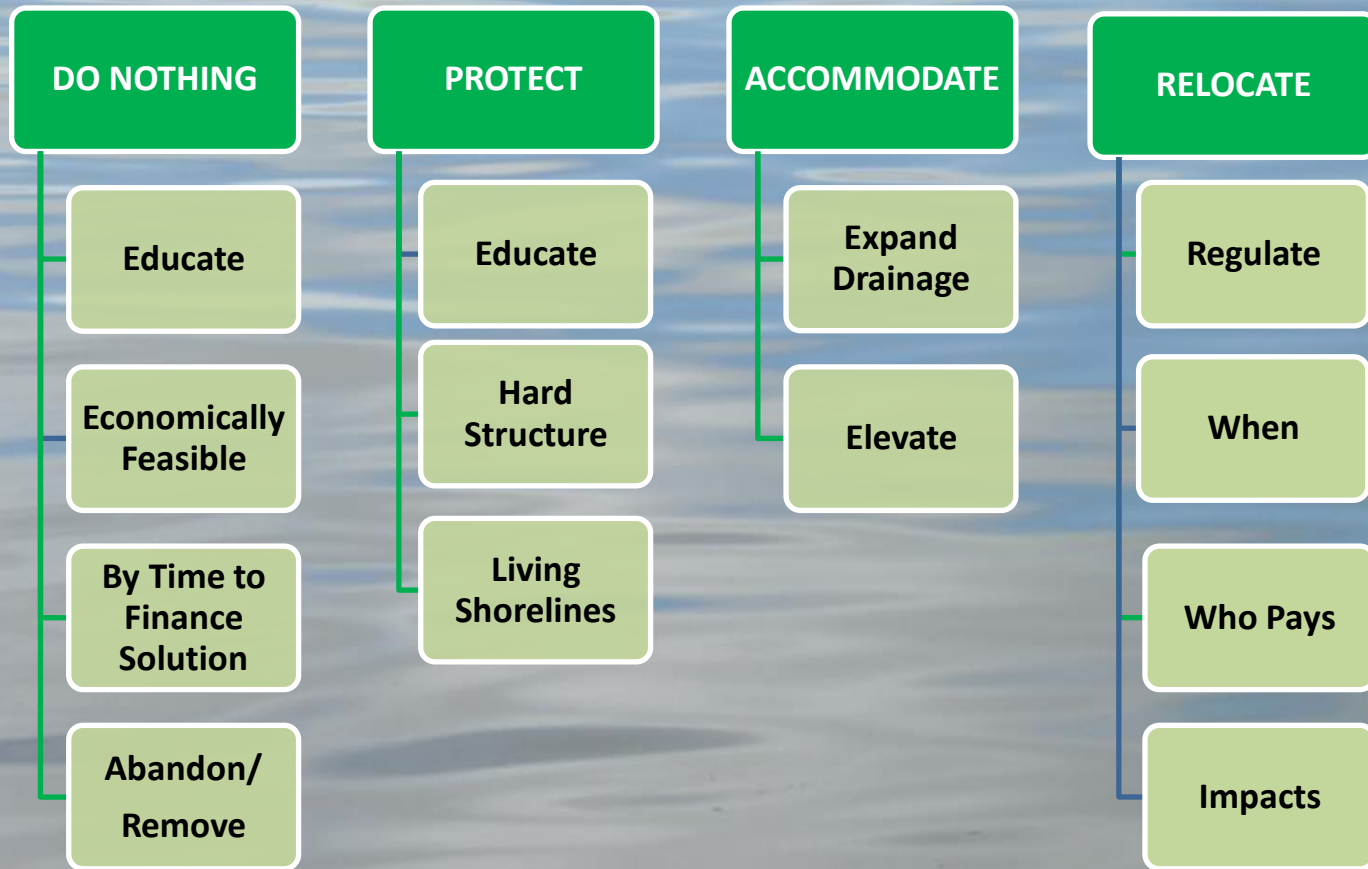 DO NOTHING
Educate
Economically
Feasible
By Time to
Finance
Solution
Abandon/
Remove
PROTECT
Educate
Hard
Structure
Living
Shorelines
ACCOMMODATE
Expand
Drainage
Elevate
RELOCATE
Regulate
When
Who Pays
Impacts